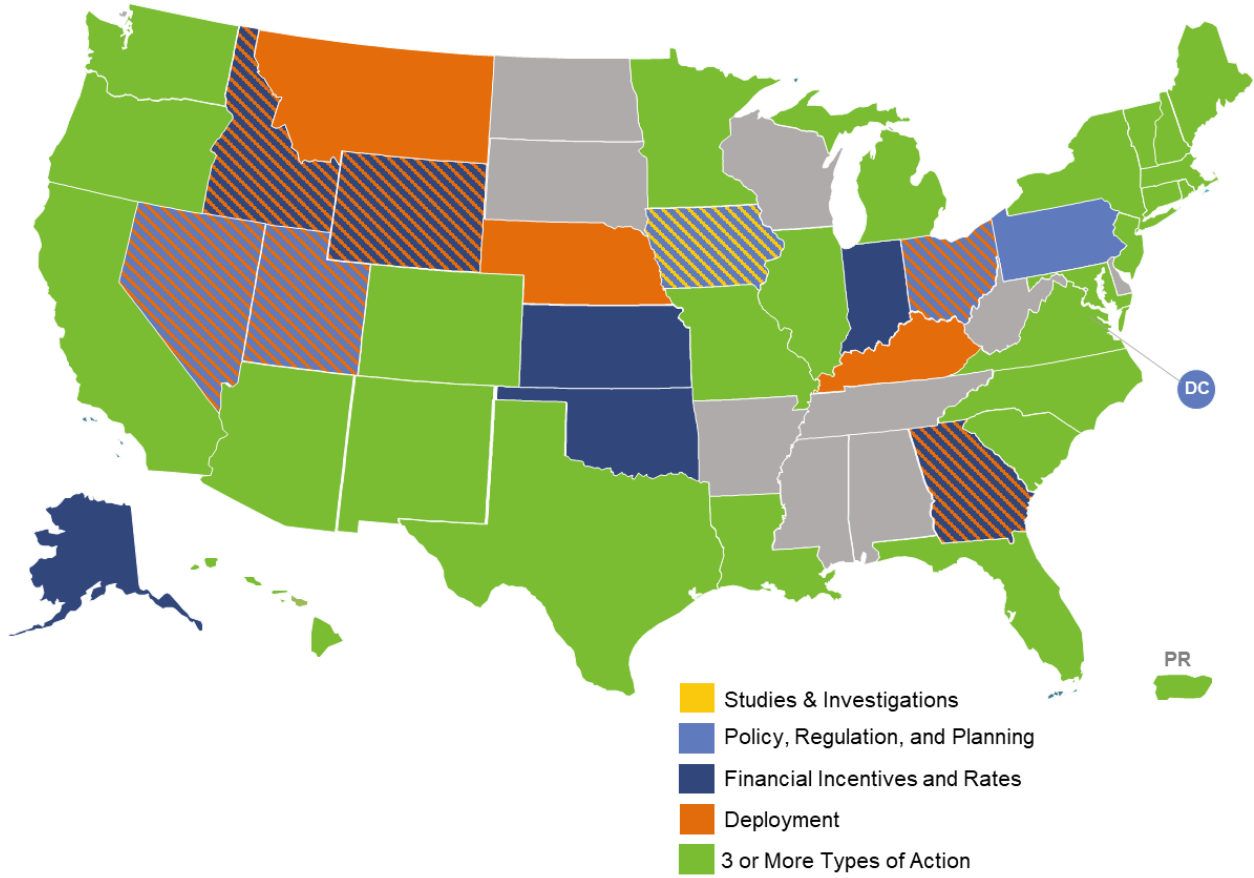 DC
PR
Studies & Investigations
Policy, Regulation, and Planning
Financial Incentives and Rates
Deployment
3 or More Types of Action